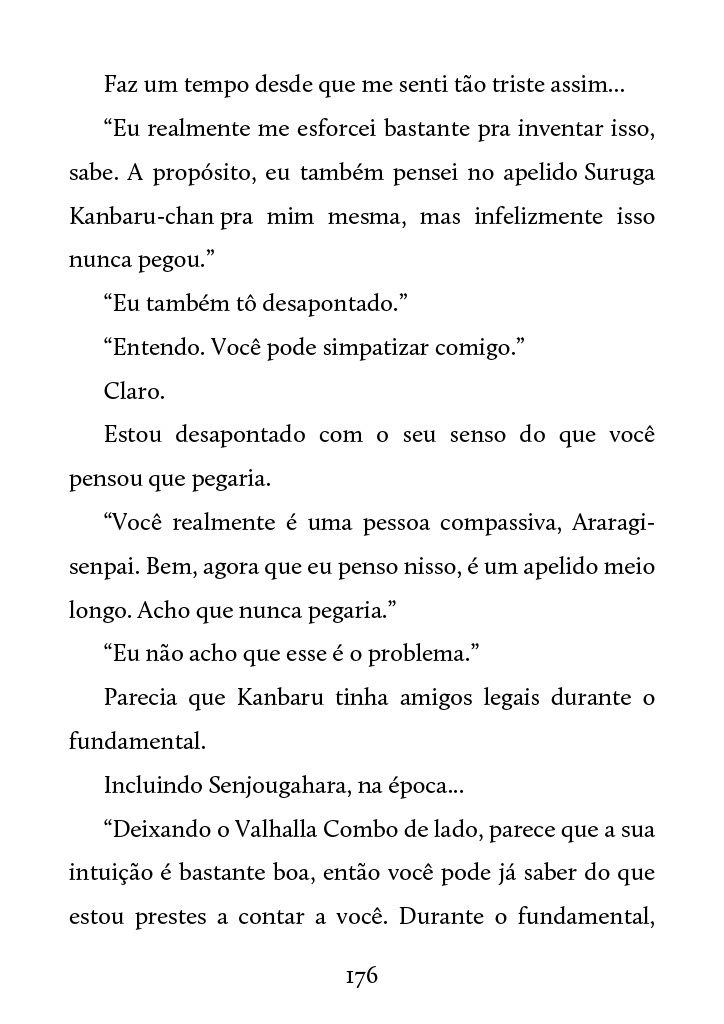 Faz um tempo desde que me senti tão triste assim...
“Eu realmente me esforcei bastante pra inventar isso,
sabe. A propósito, eu também pensei no apelido Suruga
Kanbaru-chan pra mim mesma, mas infelizmente isso
nunca pegou.”
“Eu também tô desapontado.”
“Entendo. Você pode simpatizar comigo.”
Claro.
Estou desapontado com o seu senso do que você
pensou que pegaria.
“Você realmente é uma pessoa compassiva, Araragi-
senpai. Bem, agora que eu penso nisso, é um apelido meio
longo. Acho que nunca pegaria.”
“Eu não acho que esse é o problema.”
Parecia que Kanbaru tinha amigos legais durante o
fundamental.
Incluindo Senjougahara, na época...
“Deixando o Valhalla Combo de lado, parece que a sua
intuição é bastante boa, então você pode já saber do que
estou prestes a contar a você. Durante o fundamental,
176